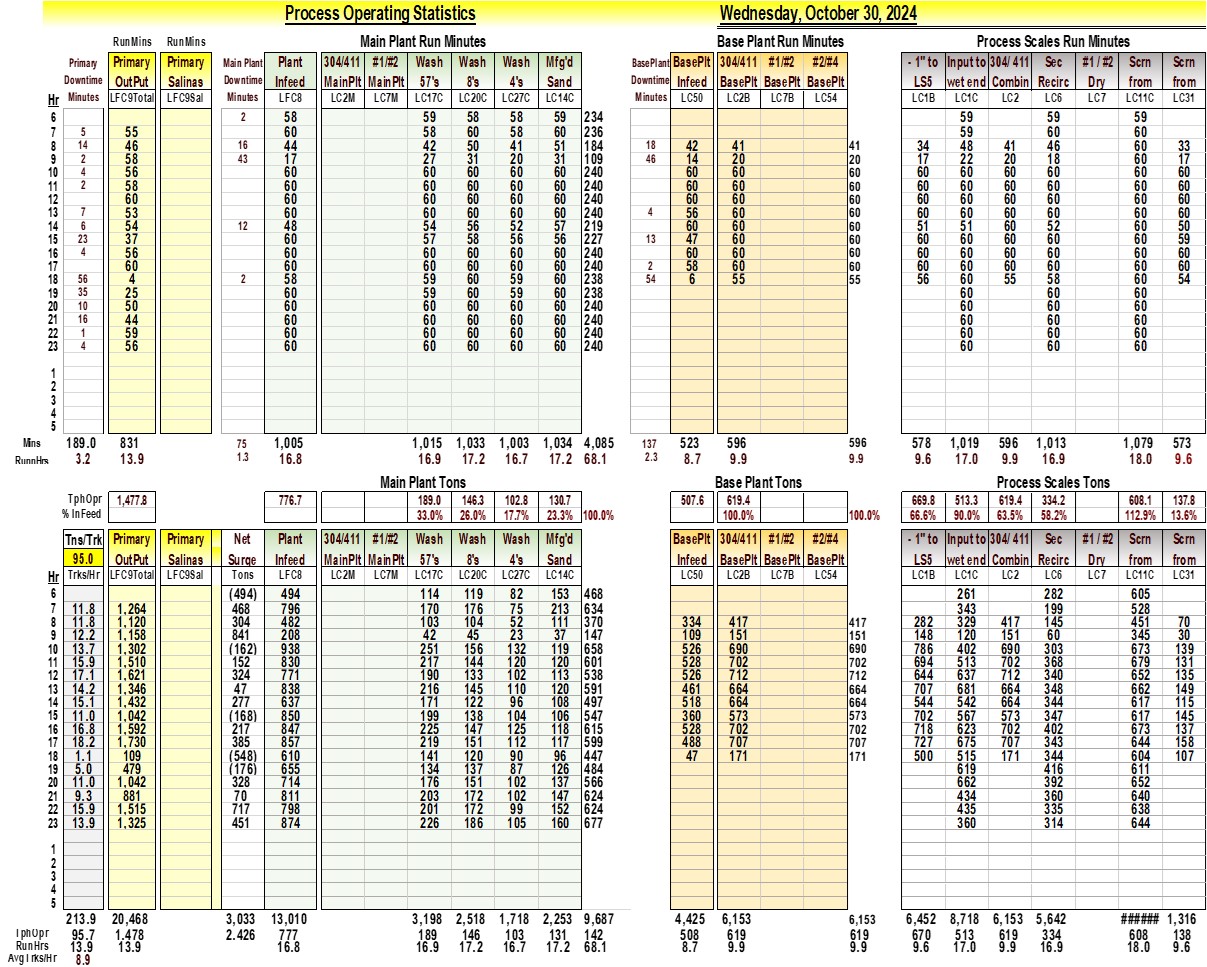 Process Operating Statistics Wednesday, October 30, 2024
RunMins RunMins Main Plant Run Minutes Base Plant Run Minutes Process Scales Run Minutes
Primary Primary Primary Main Plant Plant 304/411 #1/#2 Wash Wash Wash Mfg'd BasePlant BasePlt 304/411 #1/#2 #2/#4 - 1" to Input to 304/ 411 Sec #1 / #2 Scrn Scrn
Downtime OutPut Salinas Downtime Infeed MainPlt MainPlt 57's 8's 4's Sand Downtime Infeed BasePlt BasePlt BasePlt LS5 wet end Combin Recirc Dry from from
Hr Minutes LFC9Total LFC9Sal Minutes LFC8 LC2M LC7M LC17C LC20C LC27C LC14C Minutes LC50 LC2B LC7B LC54 LC1B LC1C LC2 LC6 LC7 LC11C LC31
6 2 58 59 58 58 59 234 59 59 59
7 5 55 60 60 58 60 58 236 59 60 60
8 14 46 16 44 42 50 41 51 184 18 42 41 41 34 48 41 46 60 33
9 2 58 43 17 27 31 20 31 109 46 14 20 20 17 22 20 18 60 17
10 4 56 60 60 60 60 60 240 60 60 60 60 60 60 60 60 60
11 2 58 60 60 60 60 60 240 60 60 60 60 60 60 60 60 60
12 60 60 60 60 60 60 240 60 60 60 60 60 60 60 60 60
13 7 53 60 60 60 60 60 240 4 56 60 60 60 60 60 60 60 60
14 6 54 12 48 54 56 52 57 219 60 60 60 51 51 60 52 60 50
15 23 37 60 57 58 56 56 227 13 47 60 60 60 60 60 60 60 59
16 4 56 60 60 60 60 60 240 60 60 60 60 60 60 60 60 60
17 60 60 60 60 60 60 240 2 58 60 60 60 60 60 60 60 60
18 56 4 2 58 59 60 59 60 238 54 6 55 55 56 60 55 58 60 54
19 35 25 60 59 60 59 60 238 60 60 60
20 10 50 60 60 60 60 60 240 60 60 60
21 16 44 60 60 60 60 60 240 60 60 60
22 1 59 60 60 60 60 60 240 60 60 60
23 4 56 60 60 60 60 60 240 60 60 60
1
2
3
4
5
Mins 189.0 831 75 1,005 1,015 1,033 1,003 1,034 4,085 137 523 596 596 578 1,019 596 1,013 1,079 573
RunnHrs 3.2 13.9 1.3 16.8 16.9 17.2 16.7 17.2 68.1 2.3 8.7 9.9 9.9 9.6 17.0 9.9 16.9 18.0 9.6
Main Plant Tons Base Plant Tons Process Scales Tons
TphOpr 1,477.8 776.7 189.0 146.3 102.8 130.7 507.6 619.4 669.8 513.3 619.4 334.2 608.1 137.8
% InFeed 33.0% 26.0% 17.7% 23.3% 100.0% 100.0% 100.0% 66.6% 90.0% 63.5% 58.2% 112.9% 13.6%
Tns/Trk Primary Primary Net Plant 304/411 #1/#2 Wash Wash Wash Mfg'd BasePlt 304/411 #1/#2 #2/#4 - 1" to Input to 304/ 411 Sec #1 / #2 Scrn Scrn
95.0 OutPut Salinas Surge Infeed MainPlt MainPlt 57's 8's 4's Sand Infeed BasePlt BasePlt BasePlt LS5 wet end Combin Recirc Dry from from
Hr Trks/Hr LFC9Total LFC9Sal Tons LFC8 LC2M LC7M LC17C LC20C LC27C LC14C LC50 LC2B LC7B LC54 LC1B LC1C LC2 LC6 LC7 LC11C LC31
6 (494) 494 114 119 82 153 468 261 282 605
7 11.8 1,264 468 796 170 176 75 213 634 343 199 528
8 11.8 1,120 304 482 103 104 52 111 370 334 417 417 282 329 417 145 451 70
9 12.2 1,158 841 208 42 45 23 37 147 109 151 151 148 120 151 60 345 30
10 13.7 1,302 (162) 938 251 156 132 119 658 526 690 690 786 402 690 303 673 139
11 15.9 1,510 152 830 217 144 120 120 601 528 702 702 694 513 702 368 679 131
12 17.1 1,621 324 771 190 133 102 113 538 526 712 712 644 637 712 340 652 135
13 14.2 1,346 47 838 216 145 110 120 591 461 664 664 707 681 664 348 662 149
14 15.1 1,432 277 637 171 122 96 108 497 518 664 664 544 542 664 344 617 115
15 11.0 1,042 (168) 850 199 138 104 106 547 360 573 573 702 567 573 347 617 145
16 16.8 1,592 217 847 225 147 125 118 615 528 702 702 718 623 702 402 673 137
17 18.2 1,730 385 857 219 151 112 117 599 488 707 707 727 675 707 343 644 158
18 1.1 109 (548) 610 141 120 90 96 447 47 171 171 500 515 171 344 604 107
19 5.0 479 (176) 655 134 137 87 126 484 619 416 611
20 11.0 1,042 328 714 176 151 102 137 566 662 392 652
21 9.3 881 70 811 203 172 102 147 624 434 360 640
22 15.9 1,515 717 798 201 172 99 152 624 435 335 638
23 13.9 1,325 451 874 226 186 105 160 677 360 314 644
1
2
3
4
5
213.9 20,468 3,033 13,010 3,198 2,518 1,718 2,253 9,687 4,425 6,153 6,153 6,452 8,718 6,153 5,642 ###### 1,316
TphOpr 95.7 1.478 2.426 777 189 146 103 131 142 508 619 619 670 513 619 334 608 138
RunHrs 13.9 13.9 16.8 16.9 17.2 16.7 17.2 68.1 8.7 9.9 9.9 9.6 17.0 9.9 16.9 18.0 9.6
Avg Trks/Hr 8.9